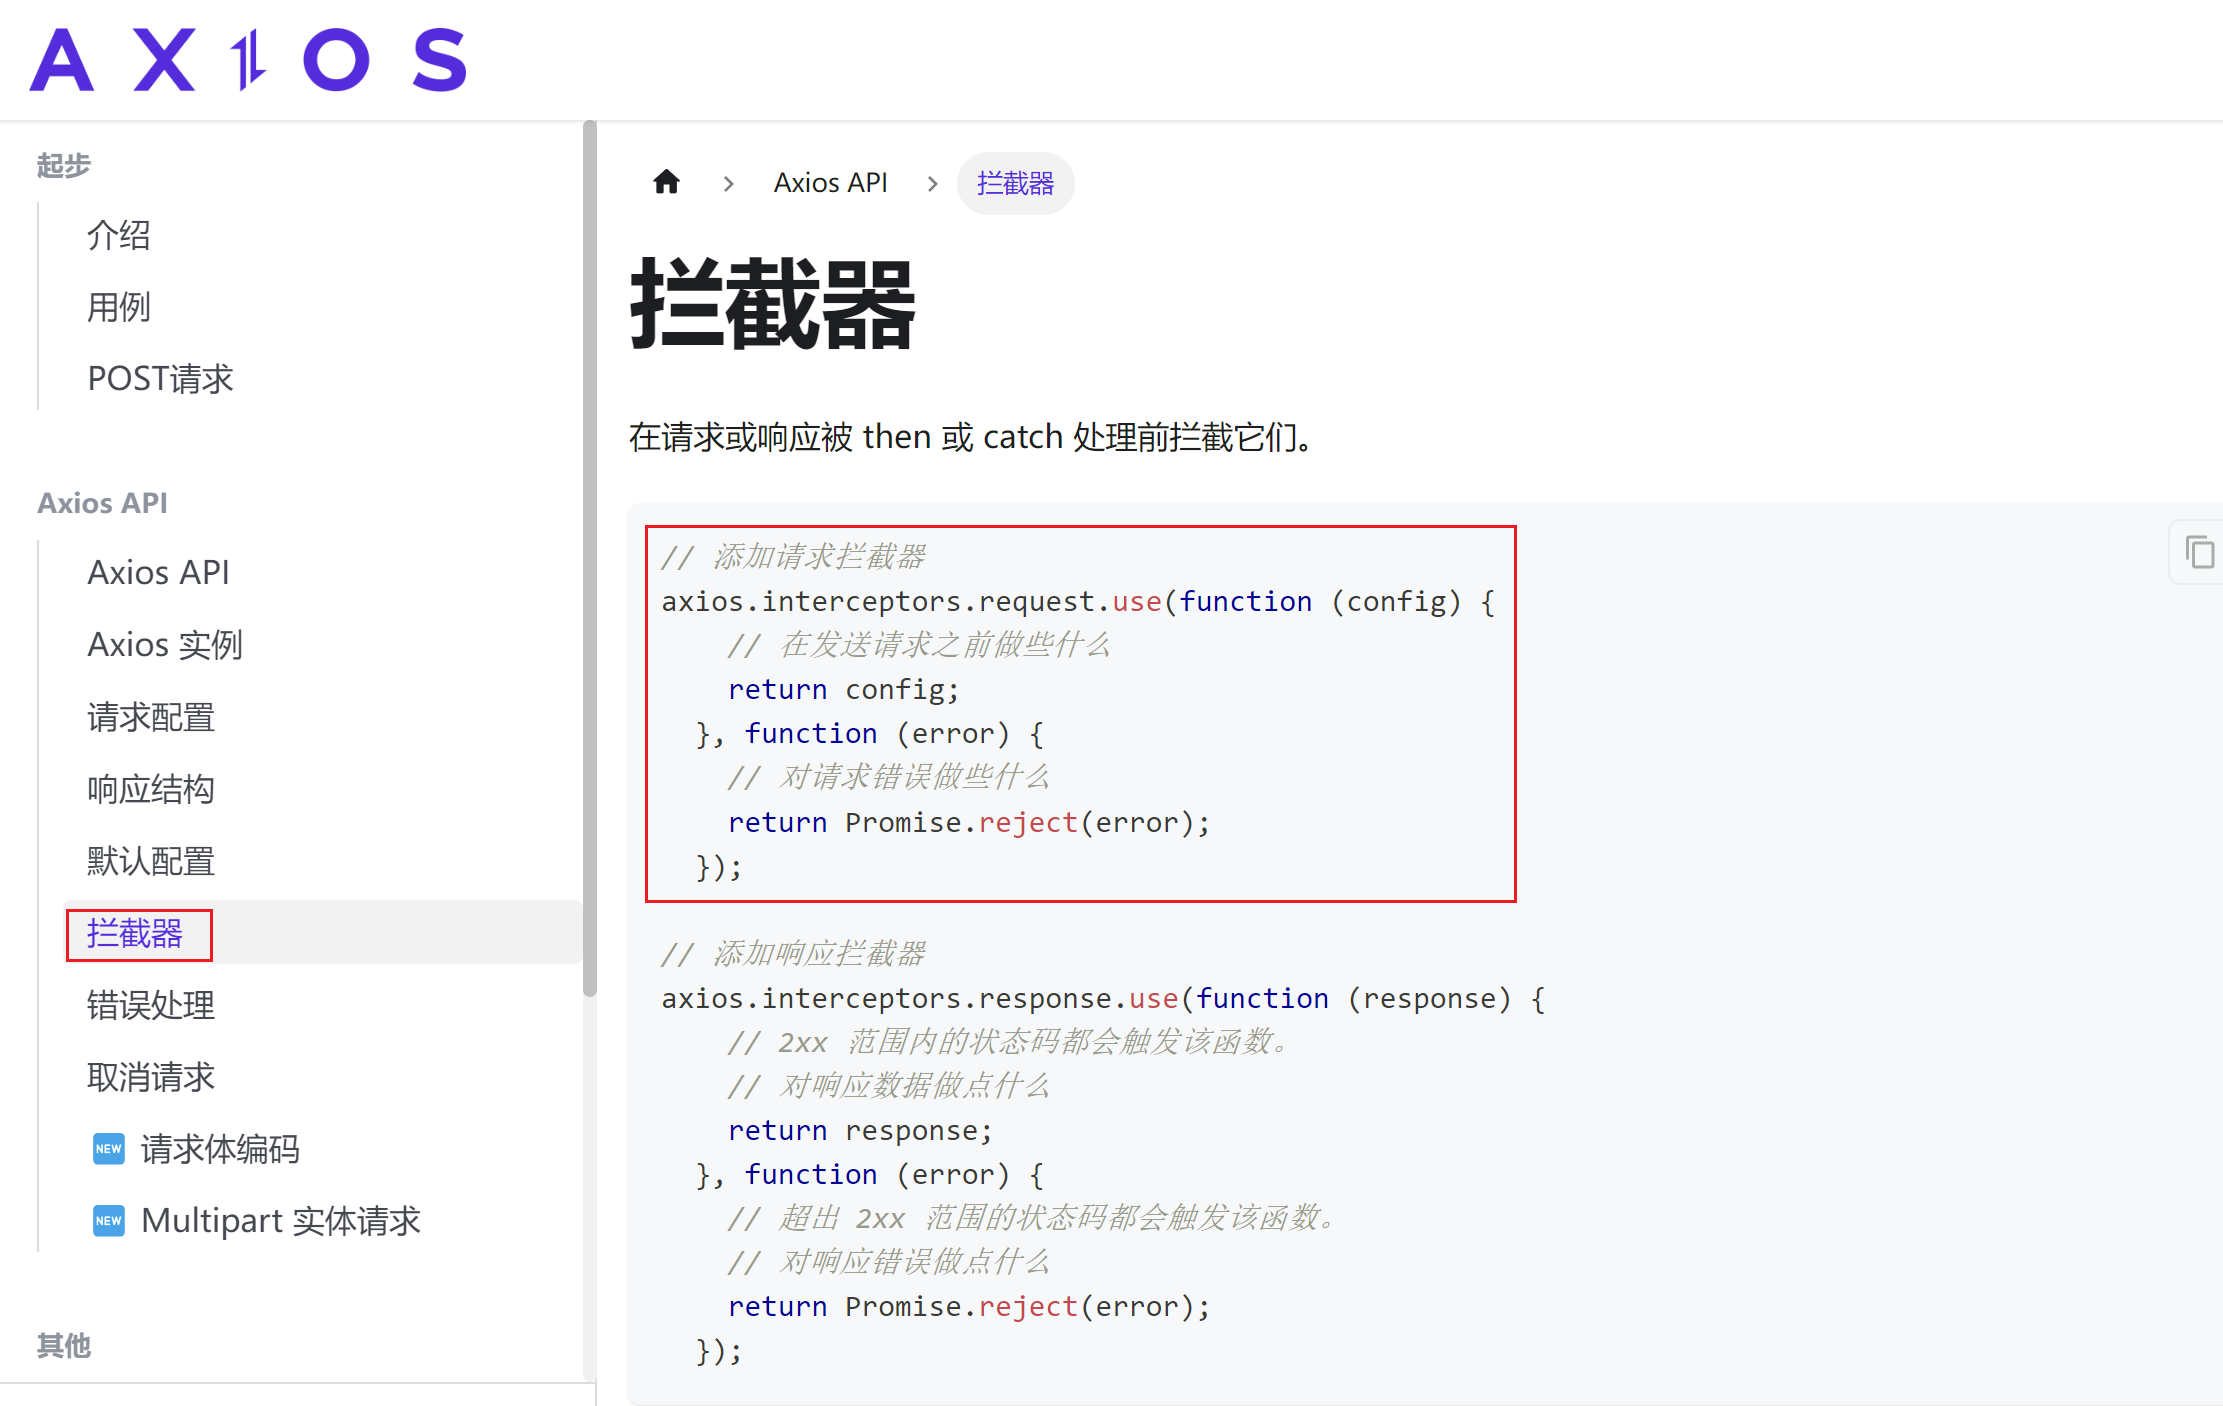 AXIOS
起步
介绍
用例
POST请求
Axios API
Axios API
Axios 实例
请求配置
响应结构
默认配置
拦截器
错误处理
取消请求
NEW 请求体编码
NEW Multipart 实体请求
其他
Axios API
拦截器
拦截器
在请求或响应被 then 或 catch 处理前拦截它们。
// 添加请求拦截器
axios.interceptors.request.use(function (config) {
    // 在发送请求之前做些什么
    return config;
  }, function (error) {
    // 对请求错误做些什么
    return Promise.reject(error);
  });
// 添加响应拦截器
axios.interceptors.response.use(function (response) {
    // 2xx 范围内的状态码都会触发该函数。
    // 对响应数据做点什么
    return response;
  }, function (error) {
    // 超出 2xx 范围的状态码都会触发该函数。
    // 对响应错误做点什么
    return Promise.reject(error);
  });